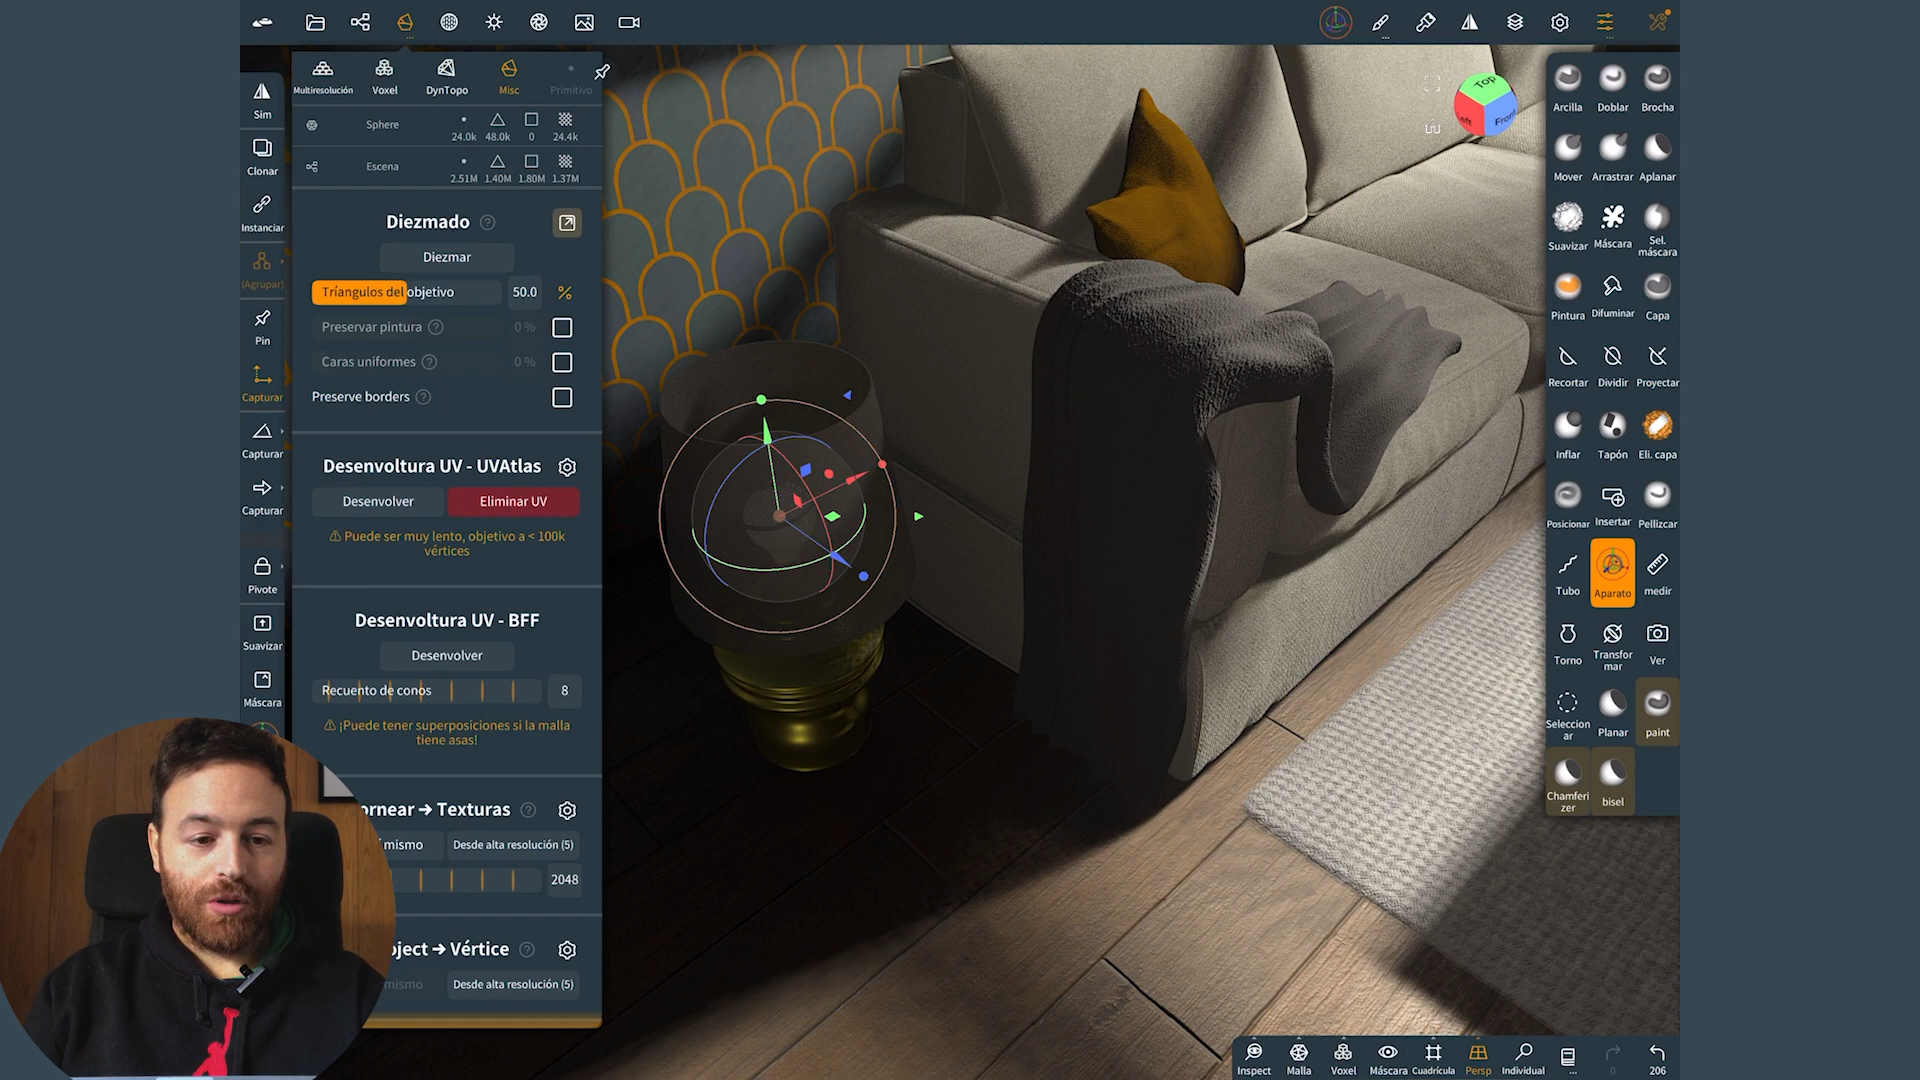 Multiresolución
Voxel
DynTopo
Misc
Primitivo
Sphere
24.0k 48.0k 0 24.4k
Escena
2.51M 1.40M 1.80M 1.37M
Diezmado ?
Diezmar
Tríangulos del objetivo 50.0 %
Preservar pintura ? 0 %
Caras uniformes ? 0 %
Preserve borders ?
Desenvoltura UV - UVAtlas
Desenvolver Eliminar UV
Puede ser muy lento, objetivo a < 100k
vértices
Desenvoltura UV - BFF
Desenvolver
Recuento de conos 8
¡Puede tener superposiciones si la malla
tiene asas!
ornear → Texturas ?
mismo Desde alta resolución (5)
2048
oject → Vértice ?
mismo Desde alta resolución (5)
Sim
Clonar
Instanciar
(Agrupar)
Pin
Capturar
Capturar
Capturar
Pivote
Suavizar
Máscara
Top
Left
Front
Arcilla Doblar Brocha
Mover Arrastrar Aplanar
Suavizar Máscara Sel.
máscara
Pintura Difuminar Capa
Recortar Dividir Proyectar
Inflar Tapón Eli. capa
Posicionar Insertar Pellizcar
Tubo Aparato medir
Torno Transfor
mar Ver
Seleccion
ar Planar paint
Chamferi
zer bisel
Inspect Malla Voxel Máscara Cuadrícula Persp Individual ... 0 206